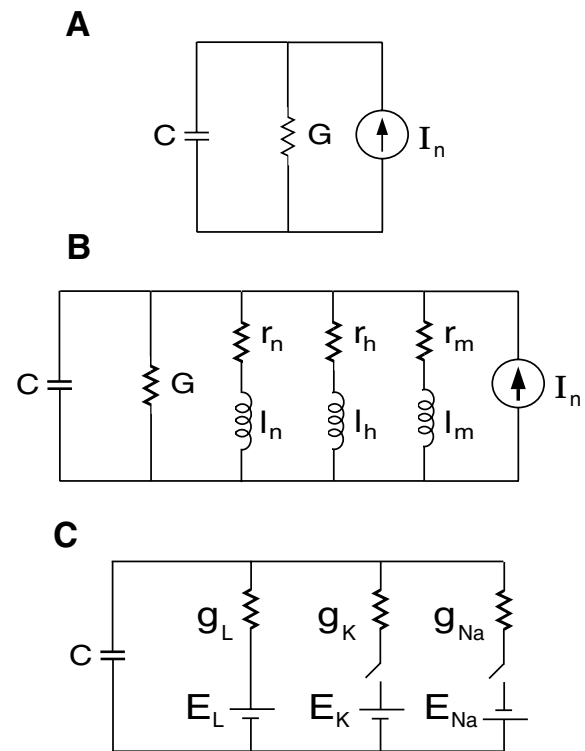 A
C G I_n
B
C G r_n r_h r_m I_n
l_n l_h l_m
C
C g_L g_K g_Na
E_L E_K E_Na